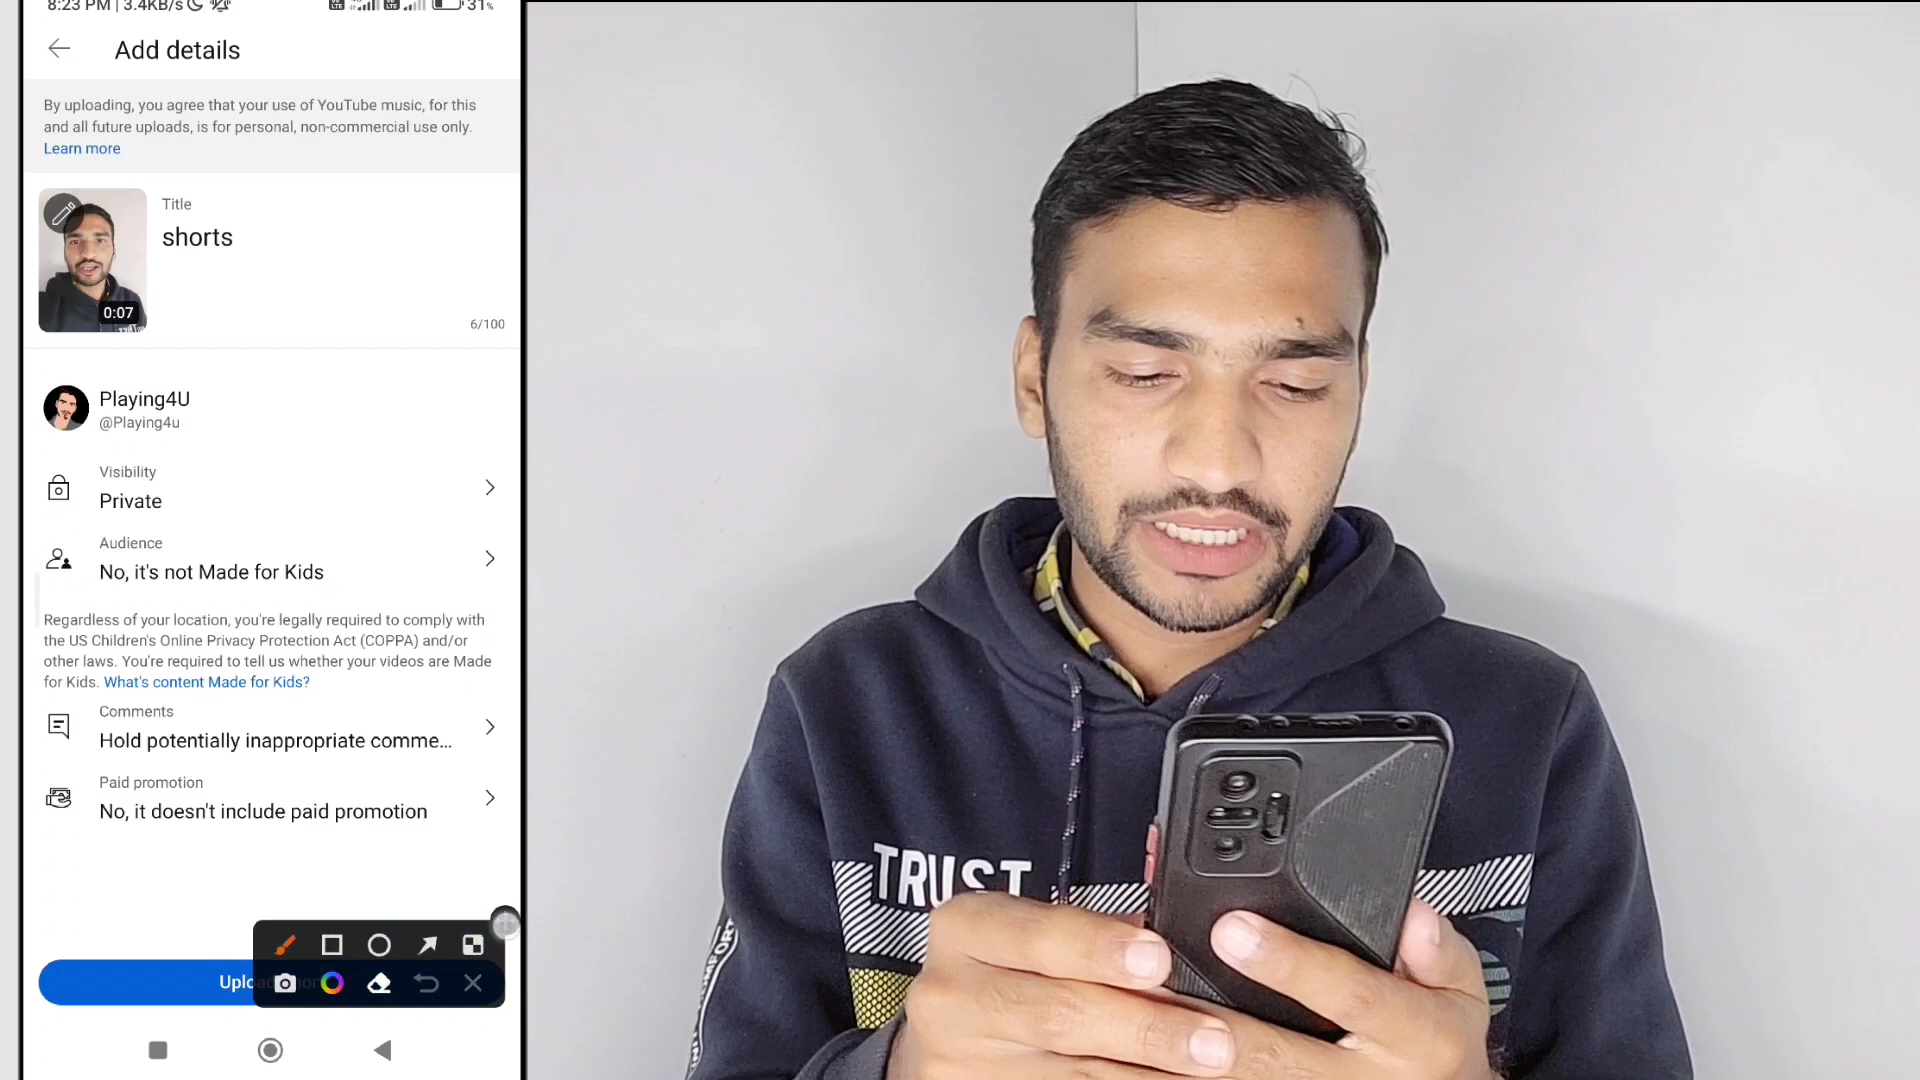 8:23 PM | 3.4KB/s
31%
Add details
By uploading, you agree that your use of YouTube music, for this
and all future uploads, is for personal, non-commercial use only.
Learn more
Title
shorts
0:07
6/100
Playing4U
@Playing4u
Visibility
Private
Audience
No, it's not Made for Kids
Regardless of your location, you're legally required to comply with
the US Children's Online Privacy Protection Act (COPPA) and/or
other laws. You're required to tell us whether your videos are Made
for Kids. What's content Made for Kids?
Comments
Hold potentially inappropriate comme...
Paid promotion
No, it doesn't include paid promotion
TRUST